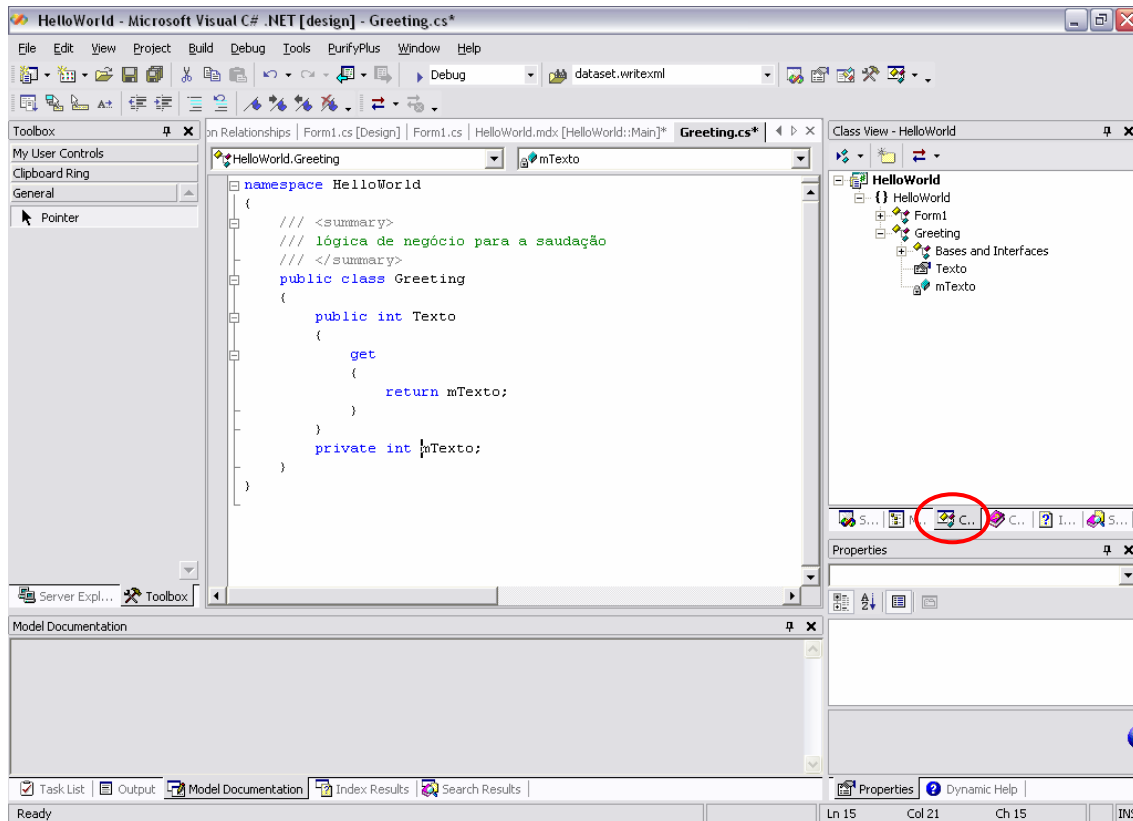 HelloWorld - Microsoft Visual C# .NET [design] - Greeting.cs*
File Edit View Project Build Debug Tools PurifyPlus Window Help
Debug dataset.writexml
Toolbox
My User Controls
Clipboard Ring
General
Pointer
Server Expl... Toolbox
on Relationships Form1.cs [Design] Form1.cs HelloWorld.mdx [HelloWorld::Main]* Greeting.cs*
HelloWorld.Greeting mTexto
namespace HelloWorld
{
/// <summary>
/// lógica de negócio para a saudação
/// </summary>
public class Greeting
{
public int Texto
{
get
{
return mTexto;
}
}
private int mTexto;
}
}
Class View - HelloWorld
HelloWorld
{} HelloWorld
Form1
Greeting
Bases and Interfaces
Texto
mTexto
S... C.. C.. I... S...
Properties
Model Documentation
Task List Output Model Documentation Index Results Search Results
Properties Dynamic Help
Ready Ln 15 Col 21 Ch 15 INS